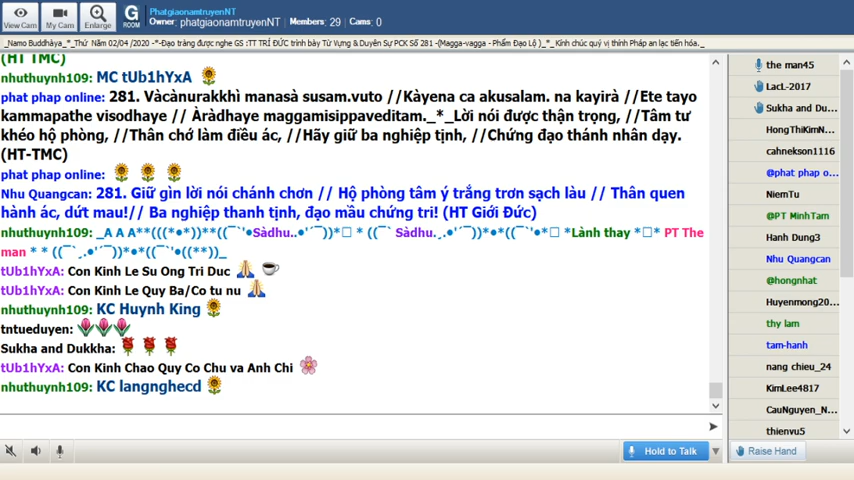 PhatgiaonamtruyenNT
G Owner: phatgiaonamtruyenNT | Members: 29 | Cams: 0
View Cam My Cam Enlarge ROOM
_Namo Buddhàya_*_Thứ Năm 02/04 /2020 -*-Đạo tràng được nghe GS :TT TRÍ ĐỨC trình bày Từ Vựng & Duyên Sự PCK Số 281 -(Magga-vagga - Phẩm Đạo Lộ )_*_ Kính chúc quý vị thính Pháp an lạc tiến hóa._
(HT TMC)
nhuthuynh109: MC tUb1hYxA
phat phap online: 281. Vàcànurakkhì manasà susam.vuto //Kàyena ca akusalam. na kayirà //Ete tayo
kammapathe visodhaye // Àràdhaye maggamisippaveditam._*_Lời nói được thận trọng, //Tâm tư
khéo hộ phòng, //Thân chớ làm điều ác, //Hãy giữ ba nghiệp tịnh, //Chứng đạo thánh nhân dạy.
(HT-TMC)
phat phap online:
Nhu Quangcan: 281. Giữ gìn lời nói chánh chơn // Hộ phòng tâm ý trắng trơn sạch làu // Thân quen
hành ác, dứt mau!// Ba nghiệp thanh tịnh, đạo mầu chứng tri! (HT Giới Đức)
nhuthuynh109: _A A A**(((*•*))**((¯`'•Sàdhu..•'´¯))*□ * ((¯` Sàdhu.,.•'´¯))*•*((¯`'•*□ *Lành thay *□* PT The
man * * ((¯`¸.•'´¯))*•*((¯`'•((**))_
tUb1hYxA: Con Kinh Le Su Ong Tri Duc
tUb1hYxA: Con Kinh Le Quy Ba/Co tu nu
nhuthuynh109: KC Huynh King
tntueduyen:
Sukha and Dukkha:
tUb1hYxA: Con Kinh Chao Quy Co Chu va Anh Chi
nhuthuynh109: KC langnghecd
Hold to Talk
the man45
LacL-2017
Sukha and Du...
HongThiKimN...
cahnekson1116
@phat phap o...
NiemTu
@PT MinhTam
Hanh Dung3
Nhu Quangcan
@hongnhat
Huyenmong20...
thy lam
tam-hanh
nang chieu_24
KimLee4817
CauNguyen_N...
thienvu5
Raise Hand